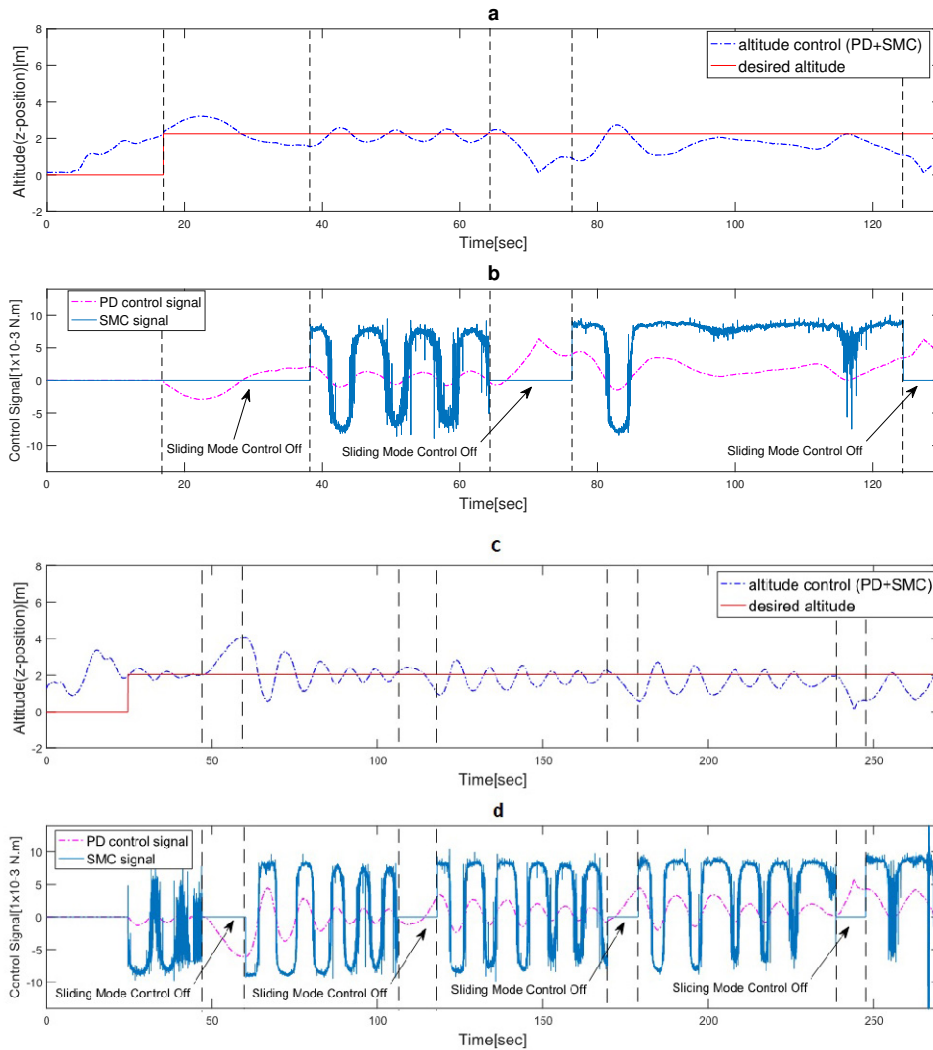 a
altitude control (PD+SMC)
desired altitude
Altitude(z-position)[m]
8
6
4
2
0
-2
0 20 40 60 80 100 120
Time[sec]
b
PD control signal
SMC signal
Control Signal[1x10-3 N.m]
10
5
0
-5
-10
Sliding Mode Control Off
Sliding Mode Control Off
Sliding Mode Control Off
0 20 40 60 80 100 120
Time[sec]
c
altitude control (PD+SMC)
desired altitude
Altitude(z-position)[m]
8
6
4
2
0
-2
0 50 100 150 200 250
Time[sec]
d
PD control signal
SMC signal
Control Signal[1×10-3 N.m]
10
5
0
-5
-10
Sliding Mode Control Off
Sliding Mode Control Off
Sliding Mode Control Off
Slicing Mode Control Off
0 50 100 150 200 250
Time[sec]